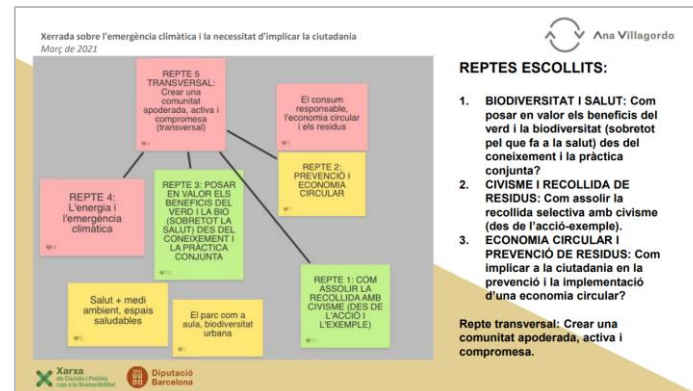 Xerrada sobre l'emergència climàtica i la necessitat d'implicar la ciutadania
Març de 2021
Ana Villagordo
REPTE 5
TRANSVERSAL:
Crear una
comunitat
apoderada, activa i
compromesa
(transversal)
El consum
responsable,
l'economia circular
i els residus
REPTE 2:
PREVENCIÓ I
ECONOMIA
CIRCULAR
REPTE 4:
L'energia i
l'emergència
climàtica
REPTE 3: POSAR
EN VALOR ELS
BENEFICIS DEL
VERD I LA BIO
(SOBRETOT LA
SALUT) DES DEL
CONEIXEMENT I
LA PRÀCTICA
CONJUNTA
REPTE 1: COM
ASSOLIR LA
RECOLLIDA AMB
CIVISME (DES DE
L'ACCIÓ I
L'EXEMPLE)
Salut + medi
ambient, espais
saludables
El parc com a
aula, biodiversitat
urbana
REPTES ESCOLLITS:
1. BIODIVERSITAT I SALUT: Com
posar en valor els beneficis del
verd i la biodiversitat (sobretot
pel que fa a la salut) des del
coneixement i la pràctica
conjunta?
2. CIVISME I RECOLLIDA DE
RESIDUS: Com assolir la
recollida selectiva amb civisme
(des de l'acció-exemple).
3. ECONOMIA CIRCULAR I
PREVENCIÓ DE RESIDUS: Com
implicar a la ciutadania en la
prevenció i la implementació
d'una economia circular?
Repte transversal: Crear una
comunitat apoderada, activa i
compromesa.
Xarxa
de Ciutats i Pobles
cap a la Sostenibilitat
Diputació
Barcelona